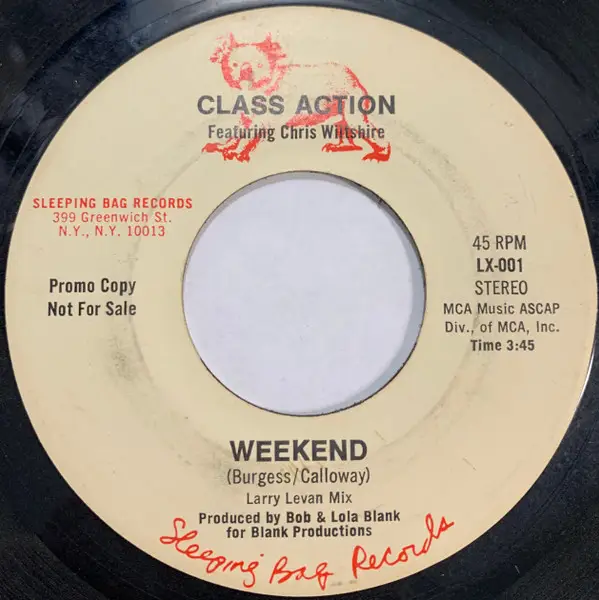 CLASS ACTION
Featuring Chris Wiltshire
SLEEPING BAG RECORDS
399 Greenwich St.
N.Y., N.Y. 10013
Promo Copy
Not For Sale
45 RPM
LX-001
STEREO
MCA Music ASCAP
Div., of MCA, Inc.
Time 3:45
WEEKEND
(Burgess/Calloway)
Larry Levan Mix
Produced by Bob & Lola Blank
for Blank Productions
Sleeping Bag Records